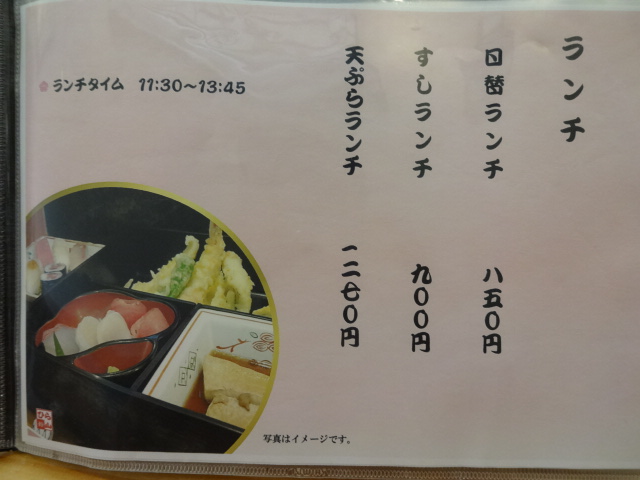 ランチ
日替ランチ 八五〇円
すしランチ 九〇〇円
天ぷらランチ 一二七〇円
ランチタイム 11:30〜13:45
写真はイメージです。